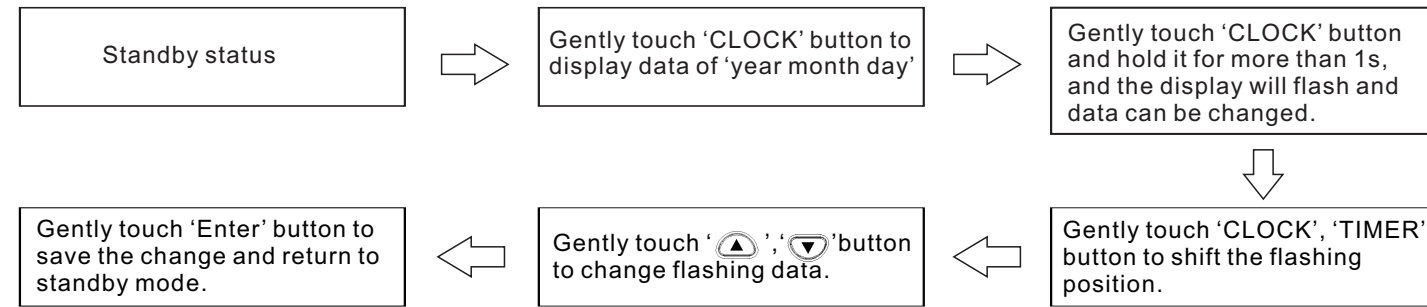 Standby status
Gently touch ‘CLOCK’ button to
display data of ‘year month day’
Gently touch ‘CLOCK’ button
and hold it for more than 1s,
and the display will flash and
data can be changed.
Gently touch ‘CLOCK’, ‘TIMER’
button to shift the flashing
position.
Gently touch ‘▲’,‘▼’button
to change flashing data.
Gently touch ‘Enter’ button to
save the change and return to
standby mode.